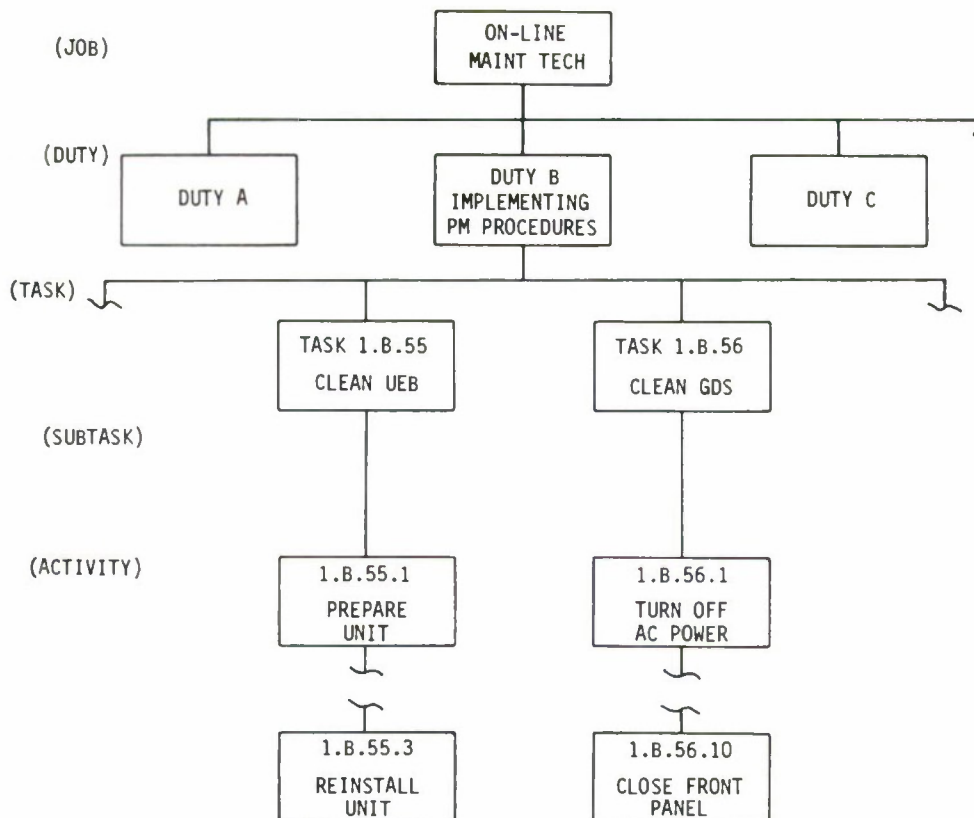 (JOB)
ON-LINE
MAINT TECH
(DUTY)
DUTY A
DUTY B
IMPLEMENTING
PM PROCEDURES
DUTY C
(TASK)
TASK 1.B.55
CLEAN UEB
TASK 1.B.56
CLEAN GDS
(SUBTASK)
(ACTIVITY)
1.B.55.1
PREPARE
UNIT
1.B.56.1
TURN OFF
AC POWER
1.B.55.3
REINSTALL
UNIT
1.B.56.10
CLOSE FRONT
PANEL